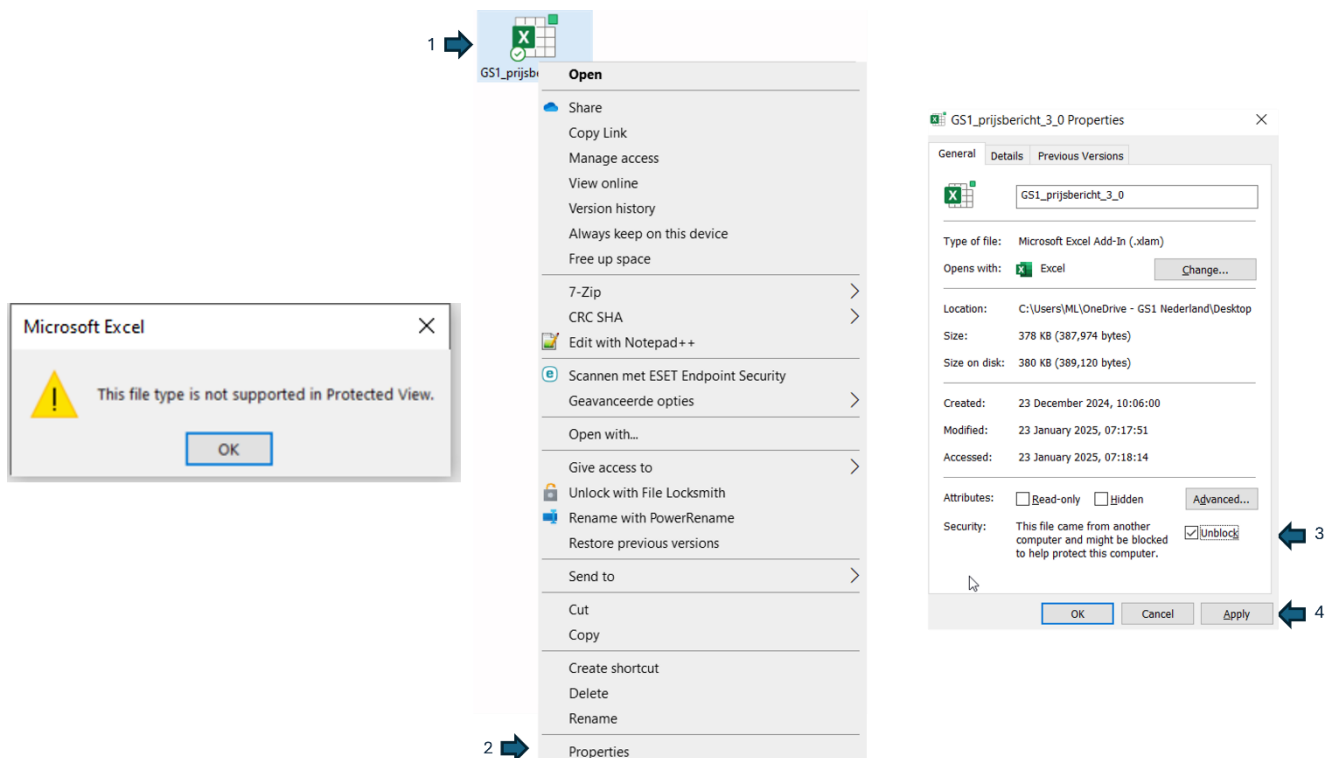 Microsoft Excel
This file type is not supported in Protected View.
OK
1
GS1_prijsbe
Open
Share
Copy Link
Manage access
View online
Version history
Always keep on this device
Free up space
7-Zip
CRC SHA
Edit with Notepad++
Scannen met ESET Endpoint Security
Geavanceerde opties
Open with...
Give access to
Unlock with File Locksmith
Rename with PowerRename
Restore previous versions
Send to
Cut
Copy
Create shortcut
Delete
Rename
2
Properties
GS1_prijsbericht_3_0 Properties
General Details Previous Versions
GS1_prijsbericht_3_0
Type of file: Microsoft Excel Add-In (.xlam)
Opens with: Excel Change...
Location: C:\Users\ML\OneDrive - GS1 Nederland\Desktop
Size: 378 KB (387,974 bytes)
Size on disk: 380 KB (389,120 bytes)
Created: 23 December 2024, 10:06:00
Modified: 23 January 2025, 07:17:51
Accessed: 23 January 2025, 07:18:14
Attributes: Read-only Hidden Advanced...
Security: This file came from another
computer and might be blocked
to help protect this computer.
Unblock
3
OK Cancel Apply
4